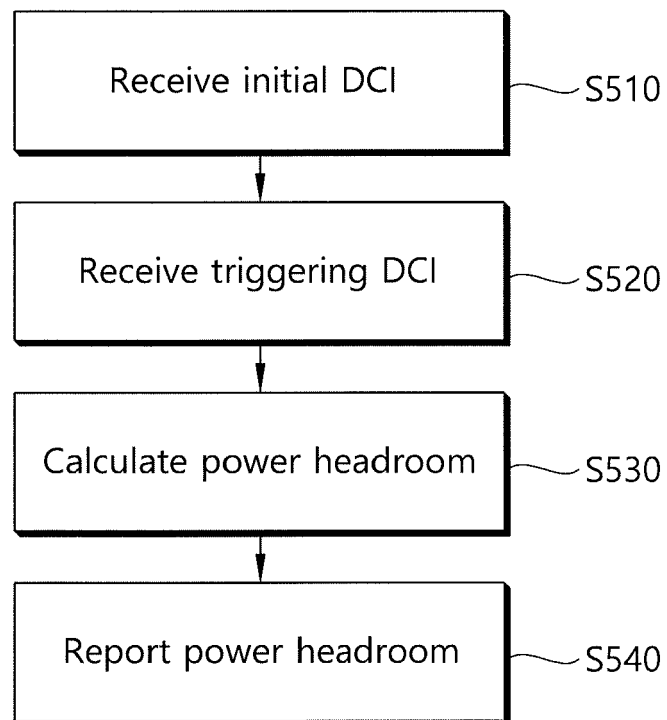 Receive initial DCI
S510
Receive triggering DCI
S520
Calculate power headroom
S530
Report power headroom
S540